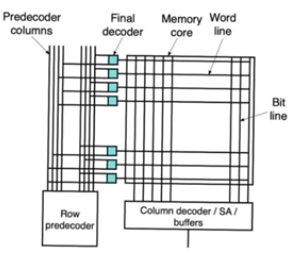 Predecoder
columns
Final
decoder
Memory
core
Word
line
Bit
line
Row
predecoder
Column decoder / SA /
buffers